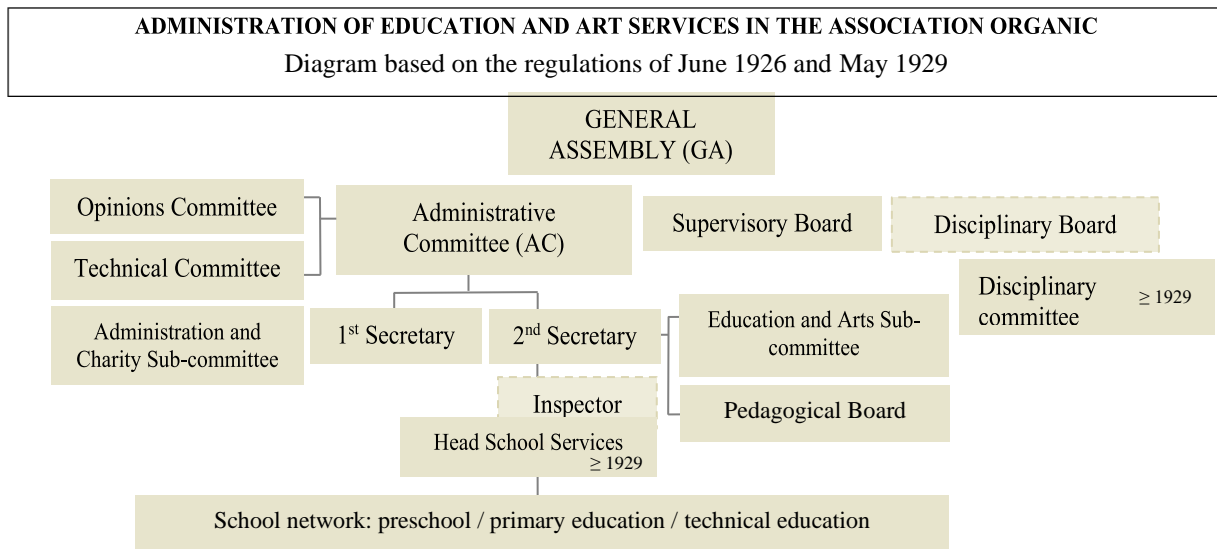 ADMINISTRATION OF EDUCATION AND ART SERVICES IN THE ASSOCIATION ORGANIC
Diagram based on the regulations of June 1926 and May 1929
GENERAL
ASSEMBLY (GA)
Opinions Committee
Technical Committee
Administrative
Committee (AC)
Supervisory Board
Disciplinary Board
Disciplinary
committee
≥ 1929
Administration and
Charity Sub-committee
1st Secretary
2nd Secretary
Education and Arts Sub-
committee
Pedagogical Board
Inspector
Head School Services
≥ 1929
School network: preschool / primary education / technical education